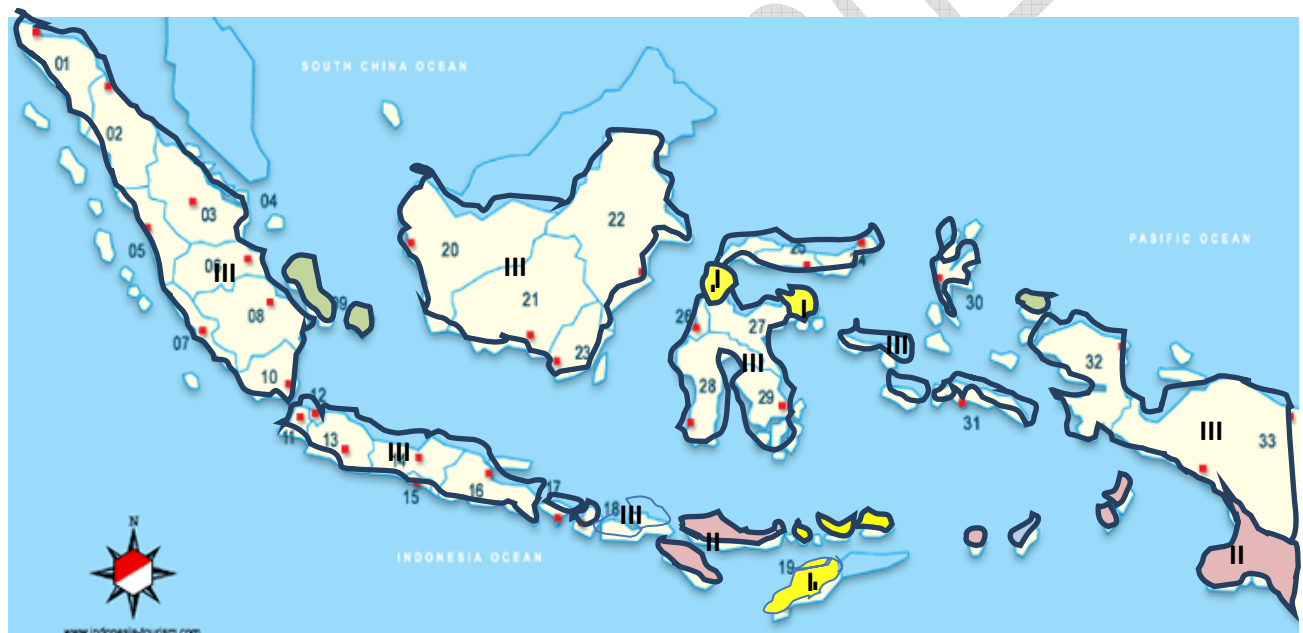 SOUTH CHINA OCEAN
PASIFIC OCEAN
INDONESIA OCEAN
01
02
03
04
05
III
07
08
09
10
11
12
13
III
15
16
17
18
III
19
20
III
21
22
23
26
27
I
I
28
III
29
30
III
31
32
III
33
II
II
I
N
www.indonesia-tourism.com